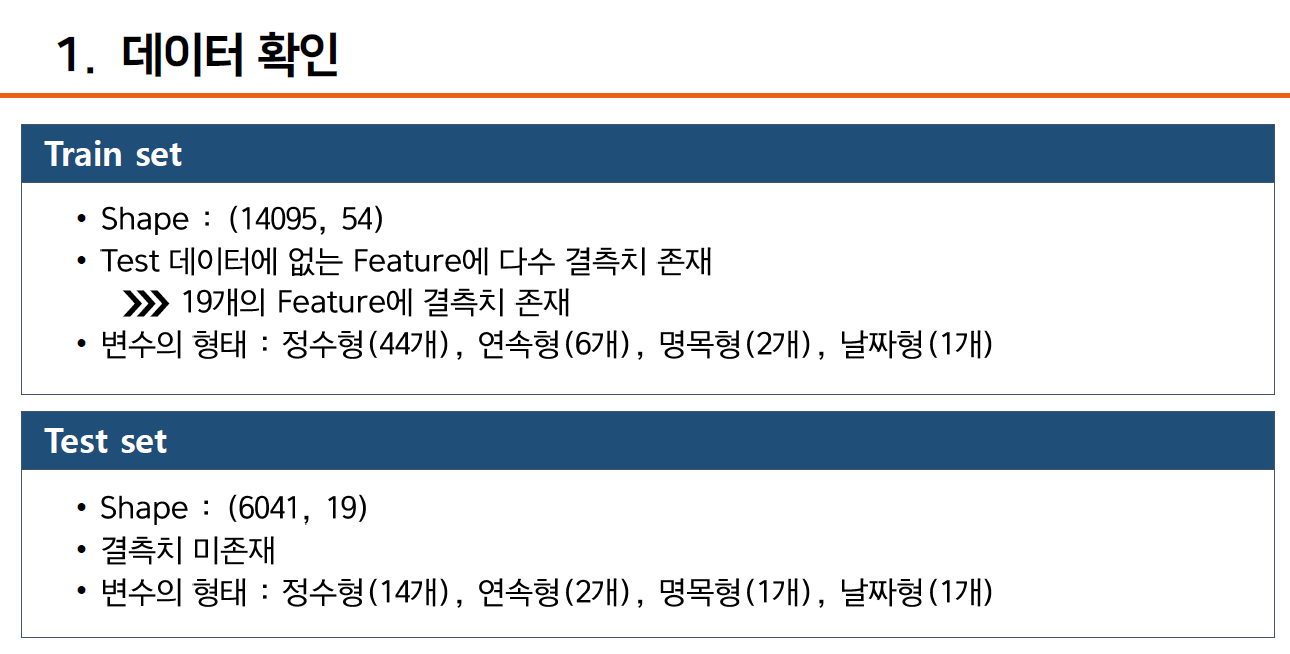 1. 데이터 확인
Train set
• Shape : (14095, 54)
• Test 데이터에 없는 Feature에 다수 결측치 존재
19개의 Feature에 결측치 존재
• 변수의 형태 : 정수형(44개), 연속형(6개), 명목형(2개), 날짜형(1개)
Test set
• Shape : (6041, 19)
• 결측치 미존재
• 변수의 형태 : 정수형(14개), 연속형(2개), 명목형(1개), 날짜형(1개)